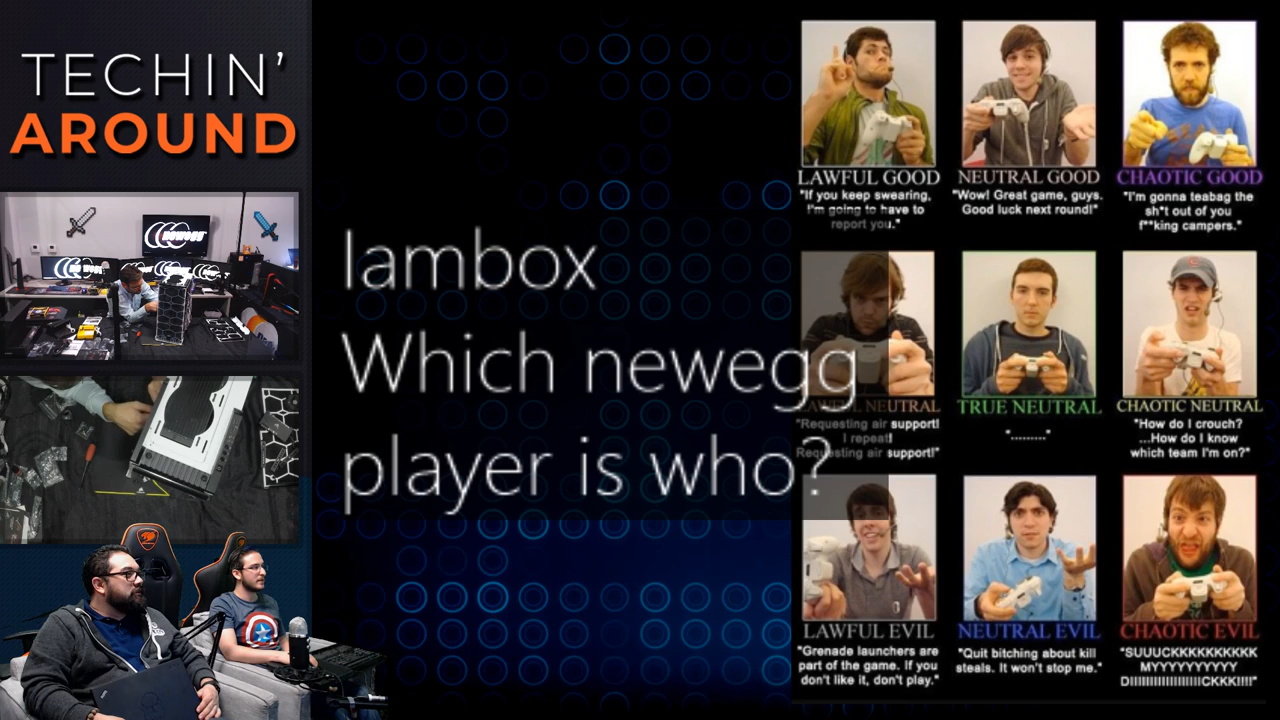 TECHIN'
AROUND
newegg
newegg
Iambox
Which newegg
player is who?
LAWFUL GOOD
"If you keep swearing,
I'm going to have to
report you."
NEUTRAL GOOD
"Wow! Great game, guys.
Good luck next round!"
CHAOTIC GOOD
"I'm gonna teabag the
sh*t out of you
f**king campers."
LAWFUL NEUTRAL
"Requesting air support!
I repeat!
Requesting air support!"
TRUE NEUTRAL
"........."
CHAOTIC NEUTRAL
"How do I crouch?
...How do I know
which team I'm on?"
LAWFUL EVIL
"Grenade launchers are
part of the game. If you
don't like it, don't play."
NEUTRAL EVIL
"Quit bitching about kill
steals. It won't stop me."
CHAOTIC EVIL
"SUUUCKKKKKKKKKK
MYYYYYYYYYY
DIIIIIIIIIIIIIIIIIICKKK!!!!"